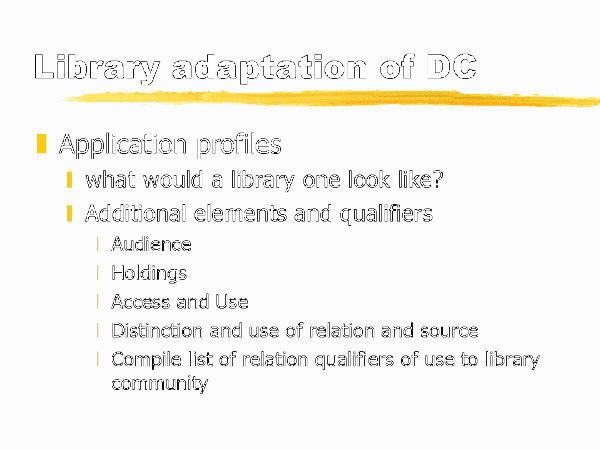 Library adaptation of DC
Application profiles
what would a library one look like?
Additional elements and qualifiers
Audience
Holdings
Access and Use
Distinction and use of relation and source
Compile list of relation qualifiers of use to library
community